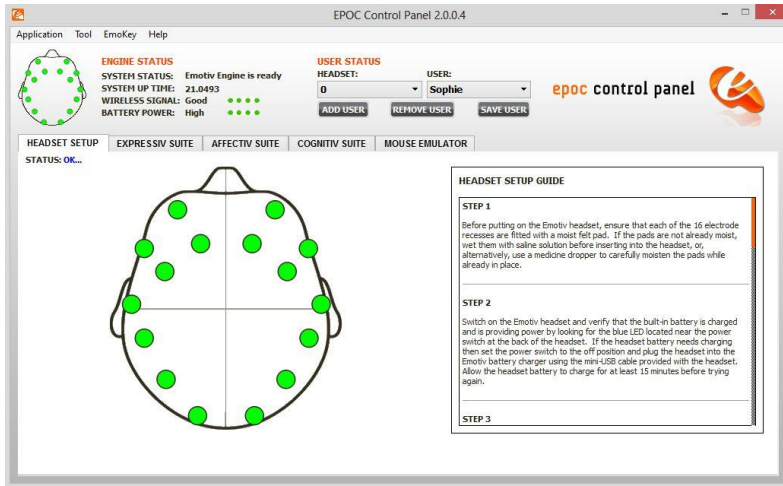 EPOC Control Panel 2.0.0.4
Application Tool EmoKey Help
ENGINE STATUS
SYSTEM STATUS: Emotiv Engine is ready
SYSTEM UP TIME: 21.0493
WIRELESS SIGNAL: Good
BATTERY POWER: High
USER STATUS
HEADSET: USER:
0 Sophie
ADD USER REMOVE USER SAVE USER
epoc control panel
HEADSET SETUP EXPRESSIV SUITE AFFECTIV SUITE COGNITIV SUITE MOUSE EMULATOR
STATUS: OK...
HEADSET SETUP GUIDE
STEP 1
Before putting on the Emotiv headset, ensure that each of the 16 electrode
recesses are fitted with a moist felt pad. If the pads are not already moist,
wet them with saline solution before inserting into the headset, or,
alternatively, use a medicine dropper to carefully moisten the pads while
already in place.
STEP 2
Switch on the Emotiv headset and verify that the built-in battery is charged
and is providing power by looking for the blue LED located near the power
switch at the back of the headset. If the headset battery needs charging
then set the power switch to the off position and plug the headset into the
Emotiv battery charger using the mini-USB cable provided with the headset.
Allow the headset battery to charge for at least 15 minutes before trying
again.
STEP 3